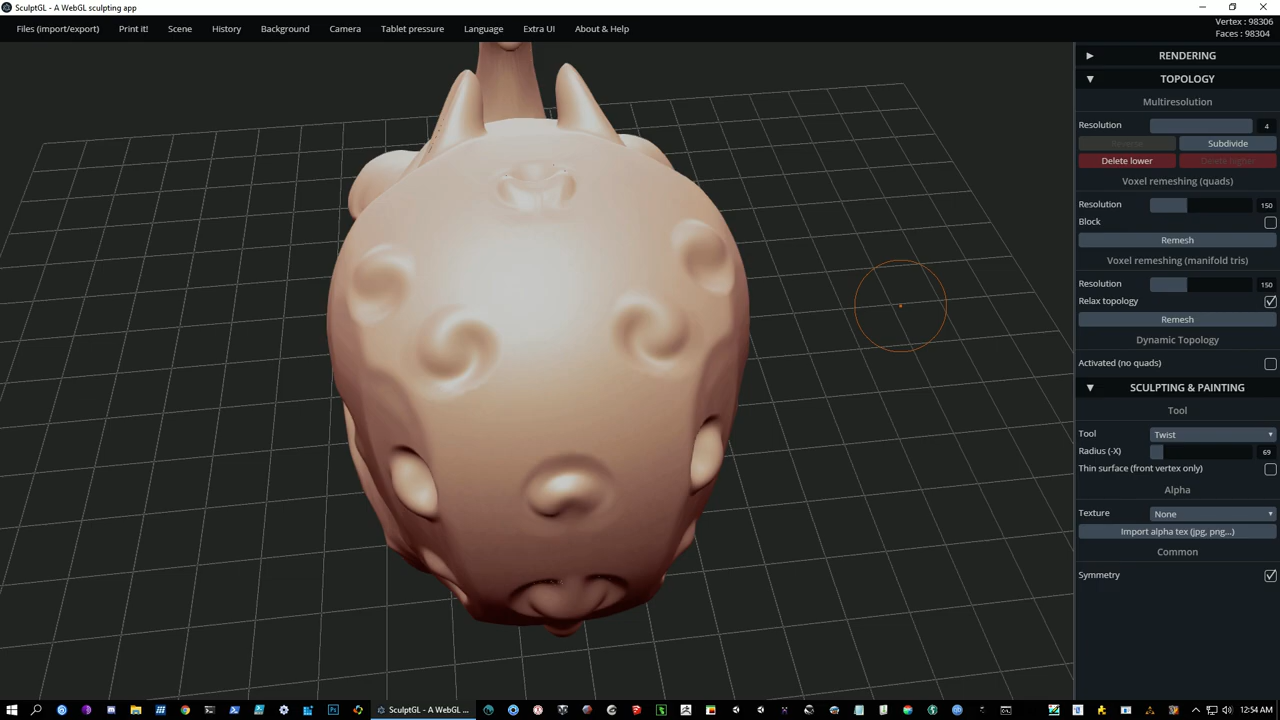 SculptGL - A WebGL sculpting app
Files (import/export) Print it! Scene History Background Camera Tablet pressure Language Extra UI About & Help
Vertex : 98306
Faces : 98304
RENDERING
TOPOLOGY
Multiresolution
Resolution 4
Reverse Subdivide
Delete lower Delete higher
Voxel remeshing (quads)
Resolution 150
Block
Remesh
Voxel remeshing (manifold tris)
Resolution 150
Relax topology
Remesh
Dynamic Topology
Activated (no quads)
SCULPTING & PAINTING
Tool
Tool Twist
Radius (-X) 69
Thin surface (front vertex only)
Alpha
Texture None
Import alpha tex (jpg, png...)
Common
Symmetry
SculptGL - A WebGL ...
12:54 AM